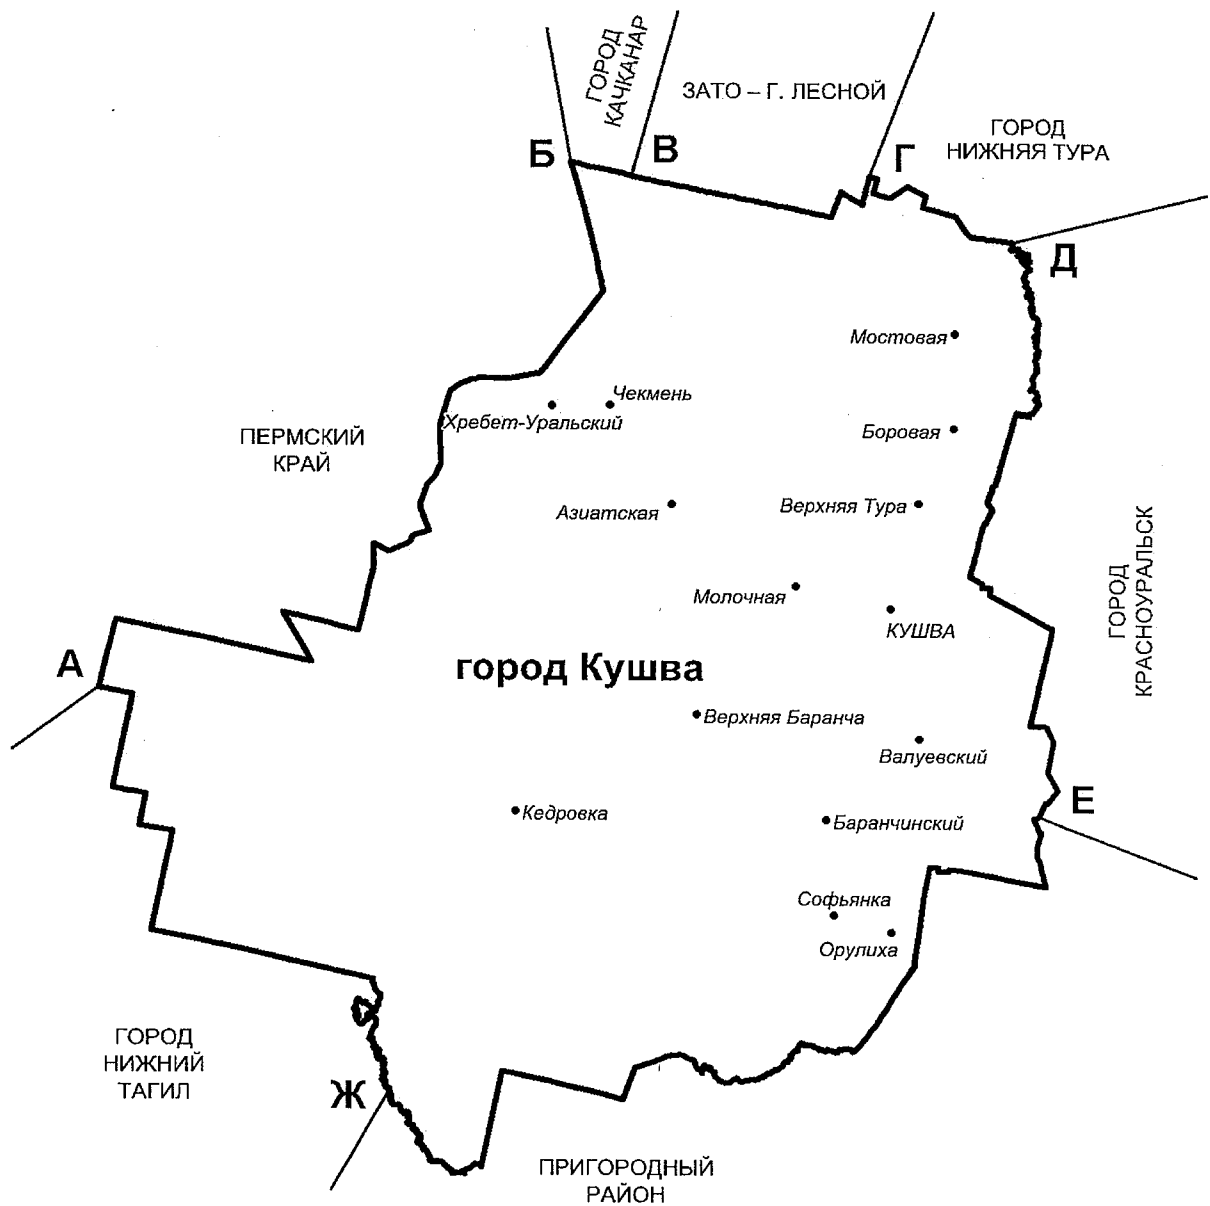 ГОРОД
КАЧКАНАР
ЗАТО – Г. ЛЕСНОЙ
ГОРОД
НИЖНЯЯ ТУРА
Б
В
Г
Д
Мостовая
Чекмень
Хребет-Уральский
Боровая
ПЕРМСКИЙ
КРАЙ
Азиатская
Верхняя Тура
ГОРОД
КРАСНОУРАЛЬСК
Молочная
КУШВА
А
город Кушва
Верхняя Баранча
Валуевский
Е
Кедровка
Баранчинский
Софьянка
Орулиха
ГОРОД
НИЖНИЙ
ТАГИЛ
Ж
ПРИГОРОДНЫЙ
РАЙОН